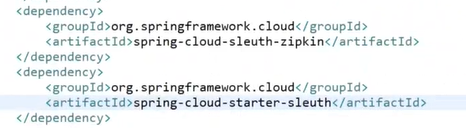 <dependency>
<groupId>org.springframework.cloud</groupId>
<artifactId>spring-cloud-sleuth-zipkin</artifactId>
</dependency>
<dependency>
<groupId>org.springframework.cloud</groupId>
<artifactId>spring-cloud-starter-sleuth</artifactId>
</dependency>